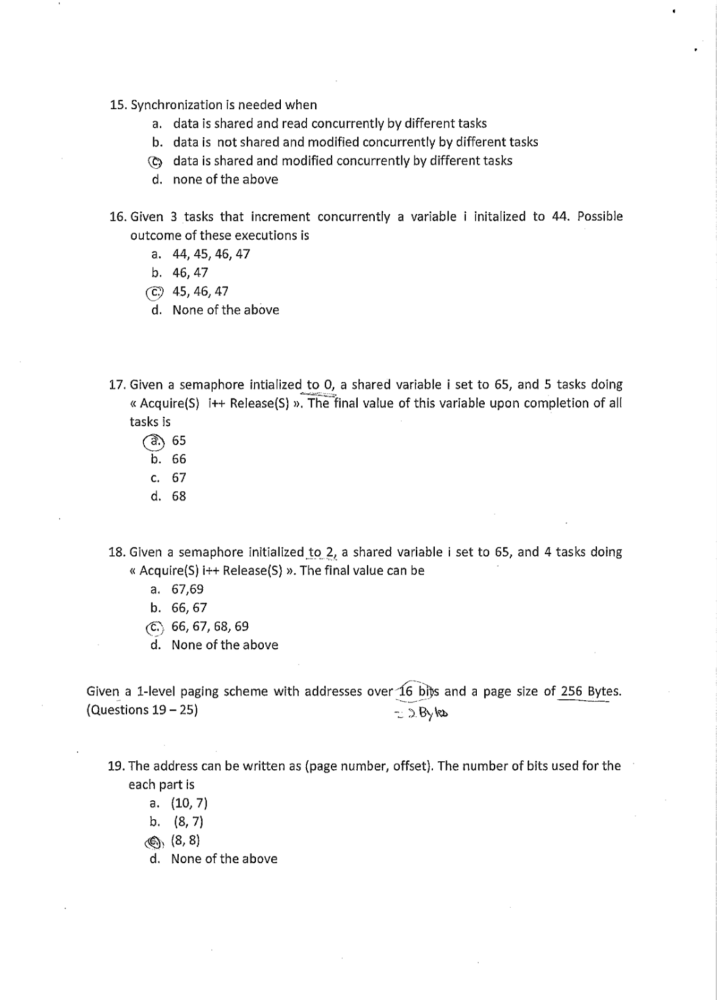 15. Synchronization is needed when
a. data is shared and read concurrently by different tasks
b. data is not shared and modified concurrently by different tasks
c. data is shared and modified concurrently by different tasks
d. none of the above
16. Given 3 tasks that increment concurrently a variable i initalized to 44. Possible
outcome of these executions is
a. 44, 45, 46, 47
b. 46, 47
c. 45, 46, 47
d. None of the above
17. Given a semaphore intialized to 0, a shared variable i set to 65, and 5 tasks doing
« Acquire(S) i++ Release(S) ». The final value of this variable upon completion of all
tasks is
a. 65
b. 66
c. 67
d. 68
18. Given a semaphore initialized to 2, a shared variable i set to 65, and 4 tasks doing
« Acquire(S) i++ Release(S) ». The final value can be
a. 67,69
b. 66, 67
c. 66, 67, 68, 69
d. None of the above
Given a 1-level paging scheme with addresses over 16 bits and a page size of 256 Bytes.
(Questions 19 – 25)
= 2 Bytes
19. The address can be written as (page number, offset). The number of bits used for the
each part is
a. (10, 7)
b. (8, 7)
c. (8, 8)
d. None of the above